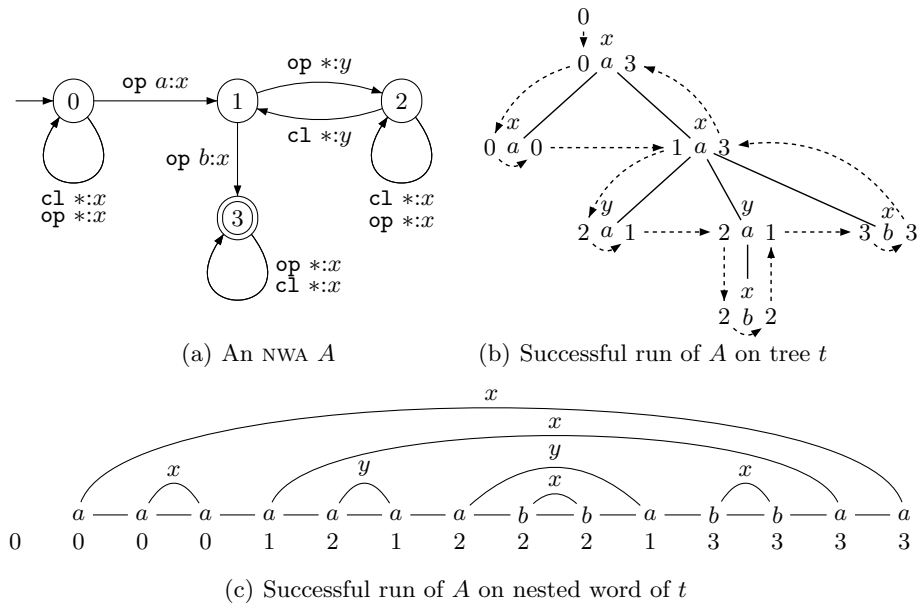 0
x
0 a 3
op a:x
op *:y
0
1
2
cl *:y
op b:x
cl *:x
op *:x
cl *:x
op *:x
3
op *:x
cl *:x
x
0 a 0
x
1 a 3
y
2 a 1
y
2 a 1
x
3 b 3
x
2 b 2
(a) An NWA A
(b) Successful run of A on tree t
x
x
y
x
y
x
x
a a a a a a a b b a b b a a
0 0 0 0 1 2 1 2 2 2 1 3 3 3 3
(c) Successful run of A on nested word of t